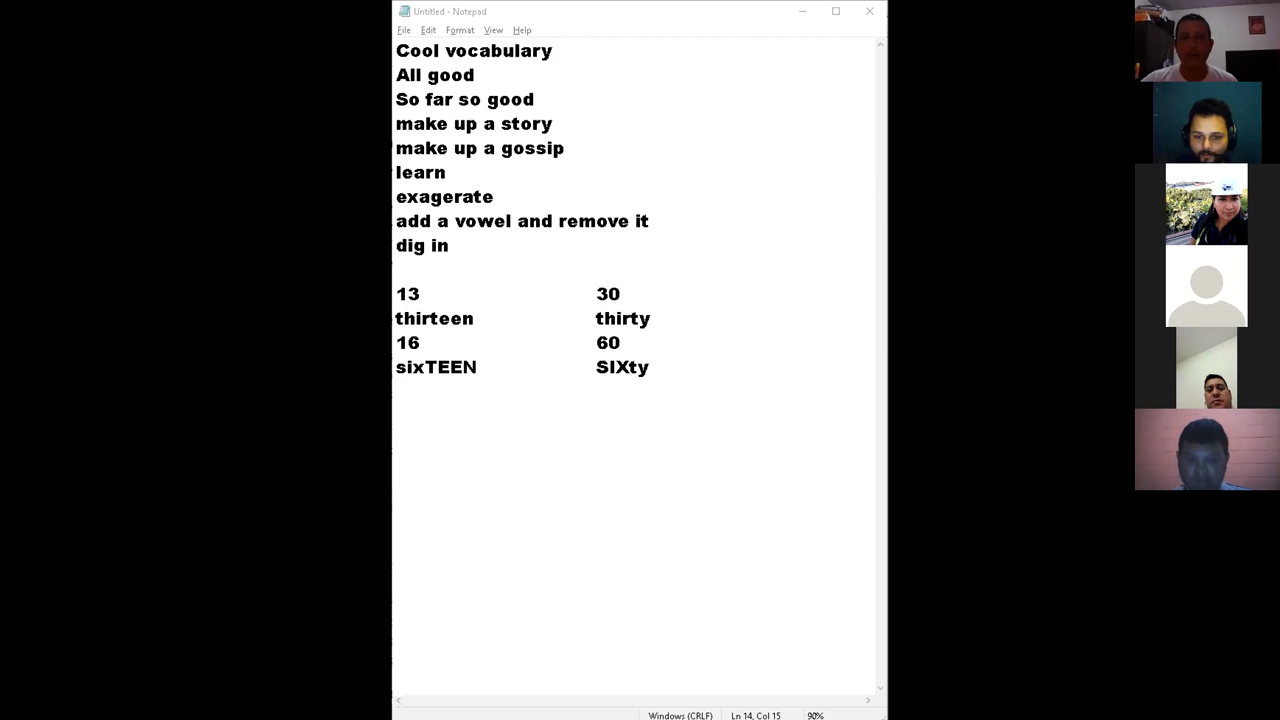 Untitled - Notepad
File Edit Format View Help
Cool vocabulary
All good
So far so good
make up a story
make up a gossip
learn
exagerate
add a vowel and remove it
dig in
13 30
thirteen thirty
16 60
sixTEEN SIXty
Windows (CRLF) Ln 14, Col 15 90%